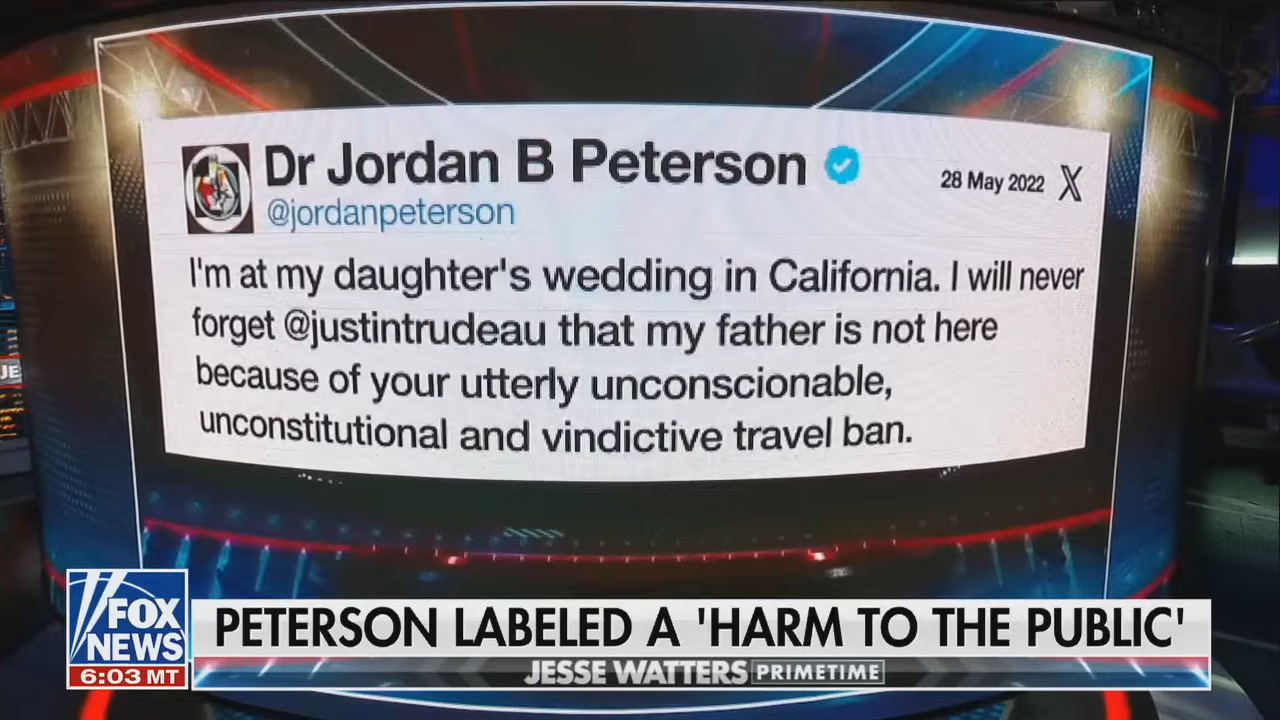 Dr Jordan B Peterson
28 May 2022 X
@jordanpeterson
I'm at my daughter's wedding in California. I will never
forget @justintrudeau that my father is not here
because of your utterly unconscionable,
unconstitutional and vindictive travel ban.
JE
FOX
NEWS
6:03 MT
PETERSON LABELED A 'HARM TO THE PUBLIC'
JESSE WATTERS PRIMETIME